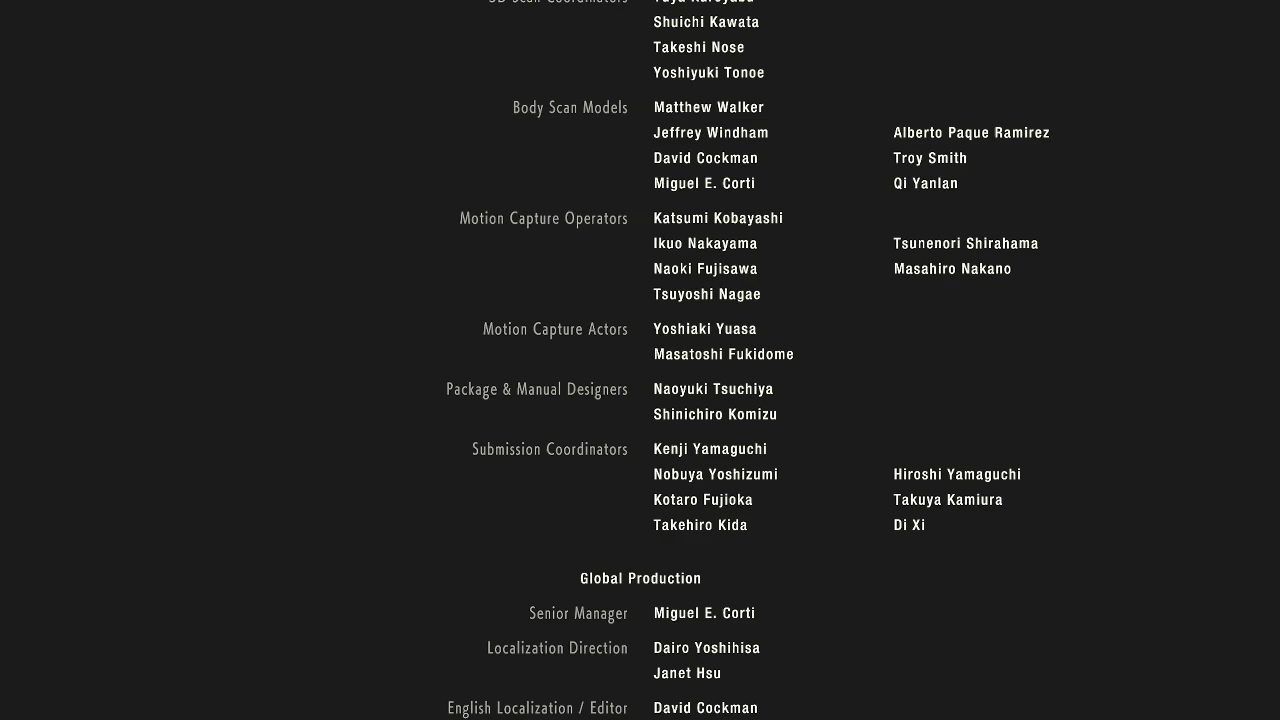 Shuichi Kawata
Takeshi Nose
Yoshiyuki Tonoe
Body Scan Models Matthew Walker
Jeffrey Windham Alberto Paque Ramirez
David Cockman Troy Smith
Miguel E. Corti Qi Yanlan
Motion Capture Operators Katsumi Kobayashi
Ikuo Nakayama Tsunenori Shirahama
Naoki Fujisawa Masahiro Nakano
Tsuyoshi Nagae
Motion Capture Actors Yoshiaki Yuasa
Masatoshi Fukidome
Package & Manual Designers Naoyuki Tsuchiya
Shinichiro Komizu
Submission Coordinators Kenji Yamaguchi
Nobuya Yoshizumi Hiroshi Yamaguchi
Kotaro Fujioka Takuya Kamiura
Takehiro Kida Di Xi
Global Production
Senior Manager Miguel E. Corti
Localization Direction Dairo Yoshihisa
Janet Hsu
English Localization / Editor David Cockman